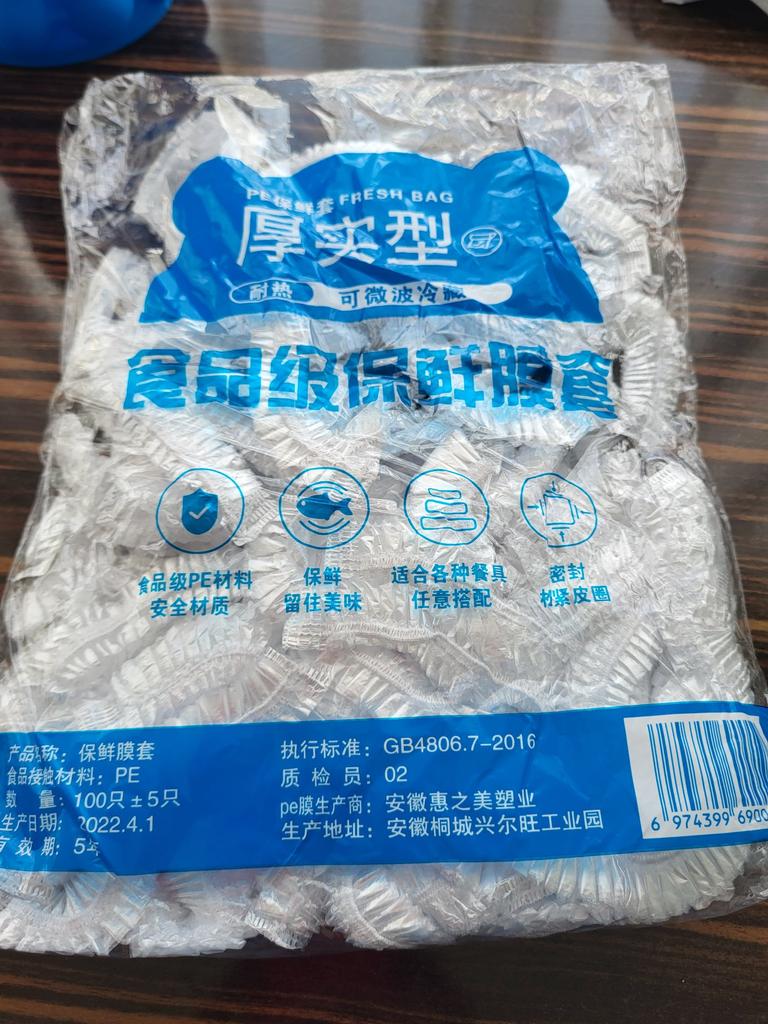 PE保鲜套 FRESH BAG
厚实型
耐热 可微波冷藏
食品级保鲜膜套
食品级PE材料
安全材质
保鲜
留住美味
适合各种餐具
任意搭配
密封
松紧皮圈
产品名称：保鲜膜套
食品接触材料：PE
数 量：100只±5只
生产日期：2022.4.1
有 效 期：5年
执行标准：GB4806.7-2016
质 检 员：02
pe膜生产商：安徽惠之美塑业
生产地址：安徽桐城兴尔旺工业园
6 974399 6900